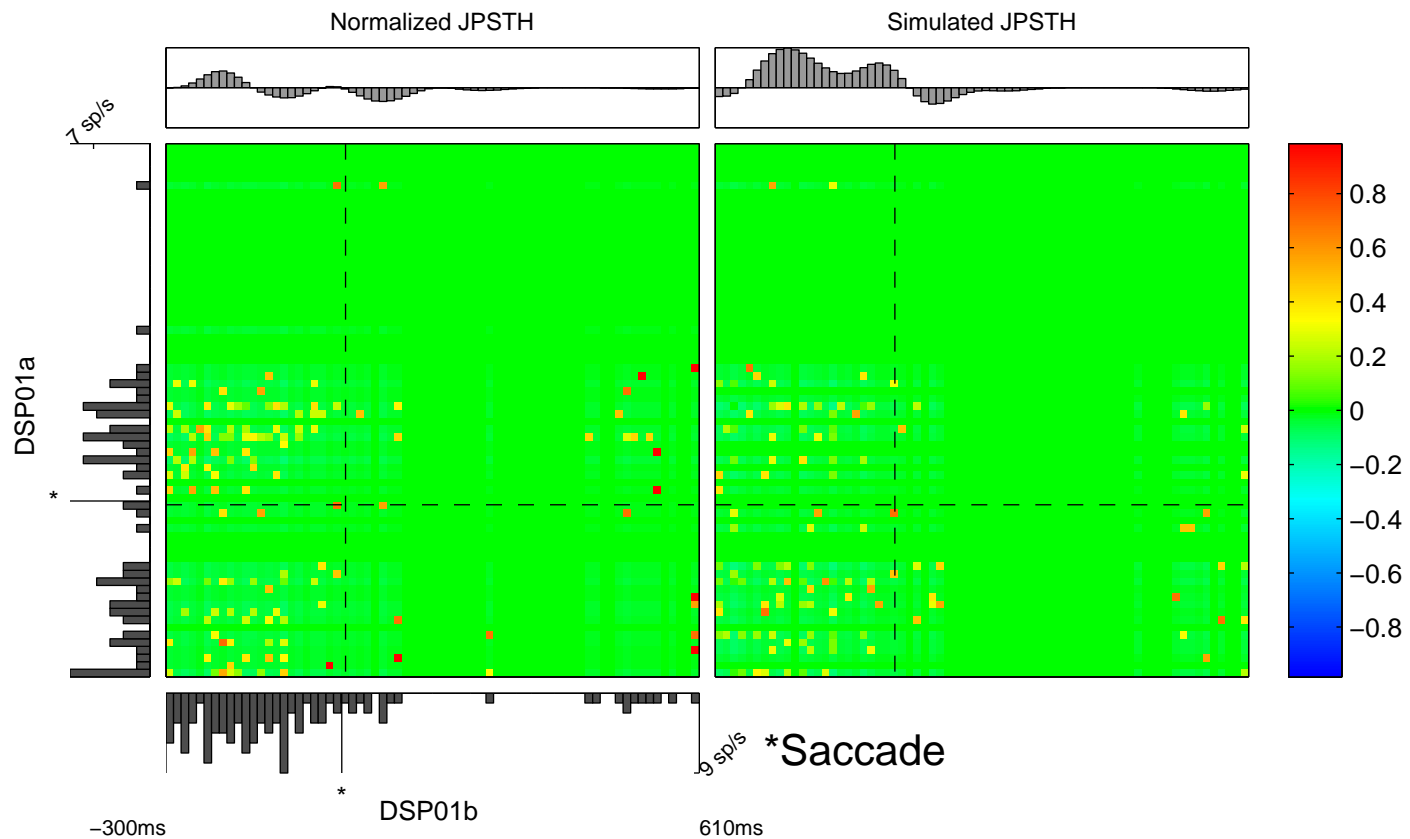 Normalized JPSTH
Simulated JPSTH
7 sp/s
DSP01a
*
0.8
0.6
0.4
0.2
0
−0.2
−0.4
−0.6
−0.8
9 sp/s
*Saccade
*
DSP01b
−300ms
610ms